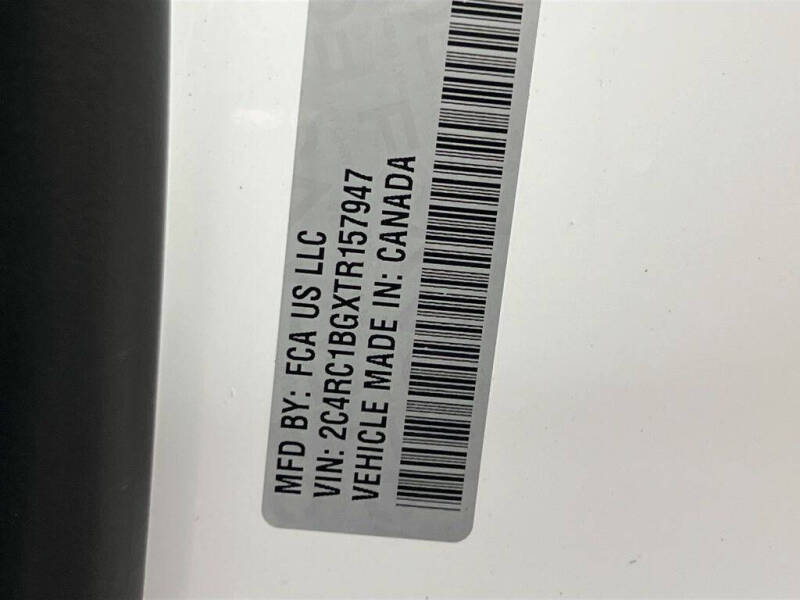 MFD BY: FCA US LLC
VIN: 2C4RC1BGXTR157947
VEHICLE MADE IN: CANADA